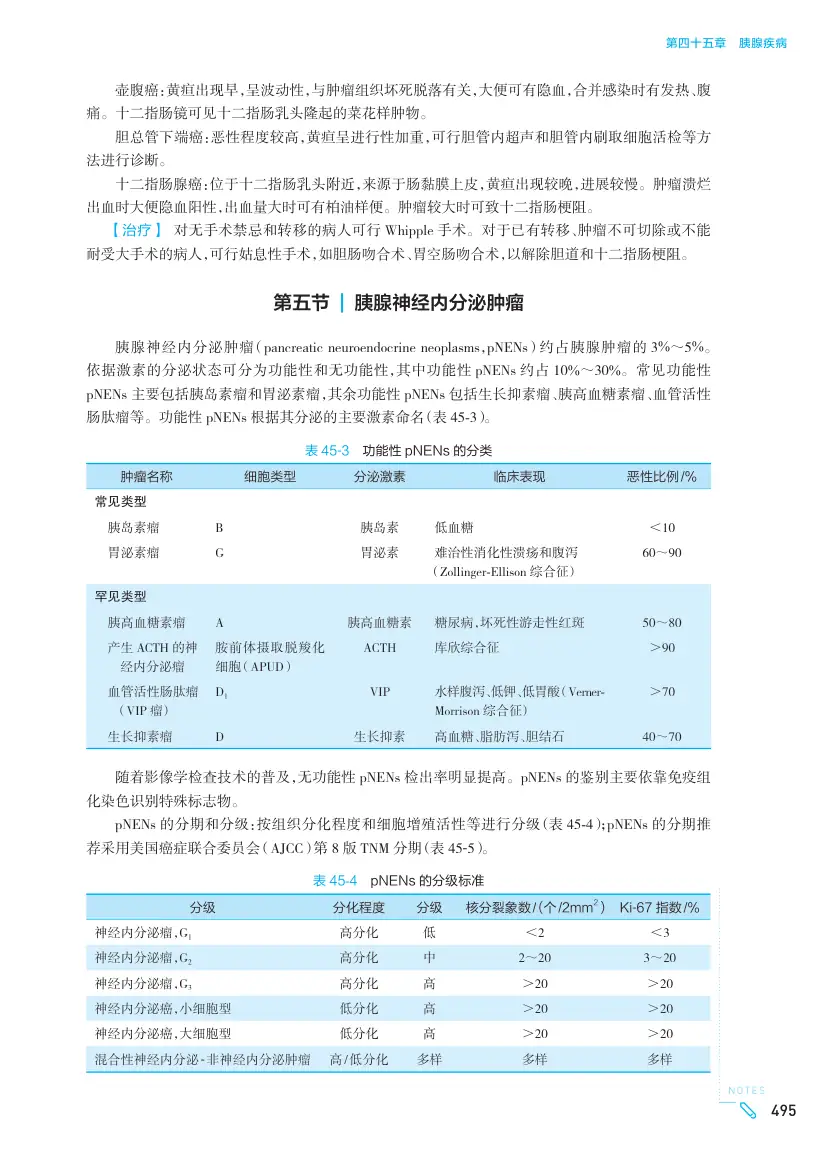 第四十五章 胰腺疾病
壶腹癌:黄疸出现早,呈波动性,与肿瘤组织坏死脱落有关,大便可有隐血,合并感染时有发热、腹
痛。十二指肠镜可见十二指肠乳头隆起的菜花样肿物。
胆总管下端癌:恶性程度较高,黄疸呈进行性加重,可行胆管内超声和胆管内刷取细胞活检等方
法进行诊断。
十二指肠腺癌:位于十二指肠乳头附近,来源于肠黏膜上皮,黄疸出现较晚,进展较慢。肿瘤溃烂
出血时大便隐血阳性,出血量大时可有柏油样便。肿瘤较大时可致十二指肠梗阻。
【治疗】 对无手术禁忌和转移的病人可行 Whipple 手术。对于已有转移、肿瘤不可切除或不能
耐受大手术的病人,可行姑息性手术,如胆肠吻合术、胃空肠吻合术,以解除胆道和十二指肠梗阻。
第五节 | 胰腺神经内分泌肿瘤
胰腺神经内分泌肿瘤(pancreatic neuroendocrine neoplasms,pNENs)约占胰腺肿瘤的 3%~5%。
依据激素的分泌状态可分为功能性和无功能性,其中功能性 pNENs 约占 10%~30%。常见功能性
pNENs 主要包括胰岛素瘤和胃泌素瘤,其余功能性 pNENs 包括生长抑素瘤、胰高血糖素瘤、血管活性
肠肽瘤等。功能性 pNENs 根据其分泌的主要激素命名(表 45-3)。
表 45-3 功能性 pNENs 的分类
肿瘤名称 细胞类型 分泌激素 临床表现 恶性比例/%
常见类型
胰岛素瘤 B 胰岛素 低血糖 <10
胃泌素瘤 G 胃泌素 难治性消化性溃疡和腹泻 60~90
(Zollinger-Ellison 综合征)
罕见类型
胰高血糖素瘤 A 胰高血糖素 糖尿病,坏死性游走性红斑 50~80
产生 ACTH 的神 胺前体摄取脱羧化 ACTH 库欣综合征 >90
经内分泌瘤 细胞(APUD)
血管活性肠肽瘤 D₁ VIP 水样腹泻、低钾、低胃酸(Verner- >70
(VIP 瘤) Morrison 综合征)
生长抑素瘤 D 生长抑素 高血糖、脂肪泻、胆结石 40~70
随着影像学检查技术的普及,无功能性 pNENs 检出率明显提高。pNENs 的鉴别主要依靠免疫组
化染色识别特殊标志物。
pNENs 的分期和分级:按组织分化程度和细胞增殖活性等进行分级(表 45-4);pNENs 的分期推
荐采用美国癌症联合委员会(AJCC)第 8 版 TNM 分期(表 45-5)。
表 45-4 pNENs 的分级标准
分级 分化程度 分级 核分裂象数/(个/2mm²) Ki-67 指数/%
神经内分泌瘤,G₁ 高分化 低 <2 <3
神经内分泌瘤,G₂ 高分化 中 2~20 3~20
神经内分泌瘤,G₃ 高分化 高 >20 >20
神经内分泌癌,小细胞型 低分化 高 >20 >20
神经内分泌癌,大细胞型 低分化 高 >20 >20
混合性神经内分泌-非神经内分泌肿瘤 高/低分化 多样 多样 多样
NOTES
495